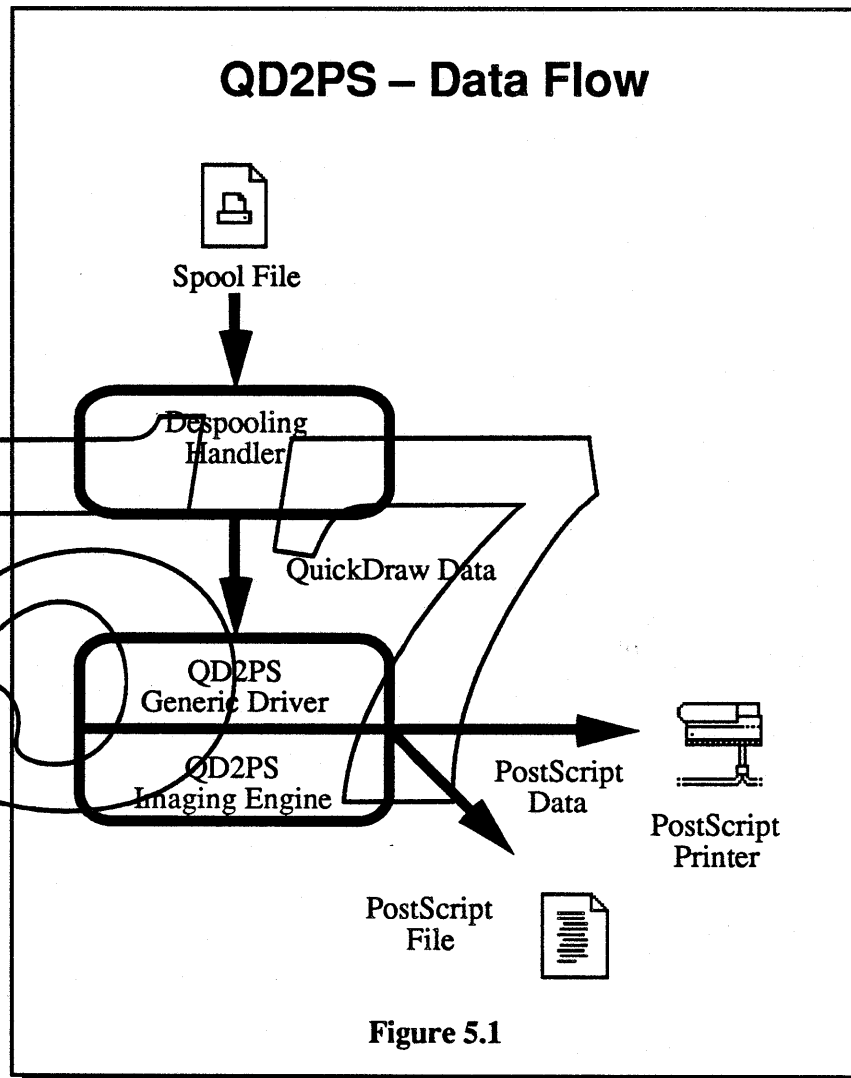 QD2PS – Data Flow
Spool File
Despooling
Handler
QuickDraw Data
QD2PS
Generic Driver
QD2PS
Imaging Engine
PostScript
Data
PostScript
Printer
PostScript
File
Figure 5.1